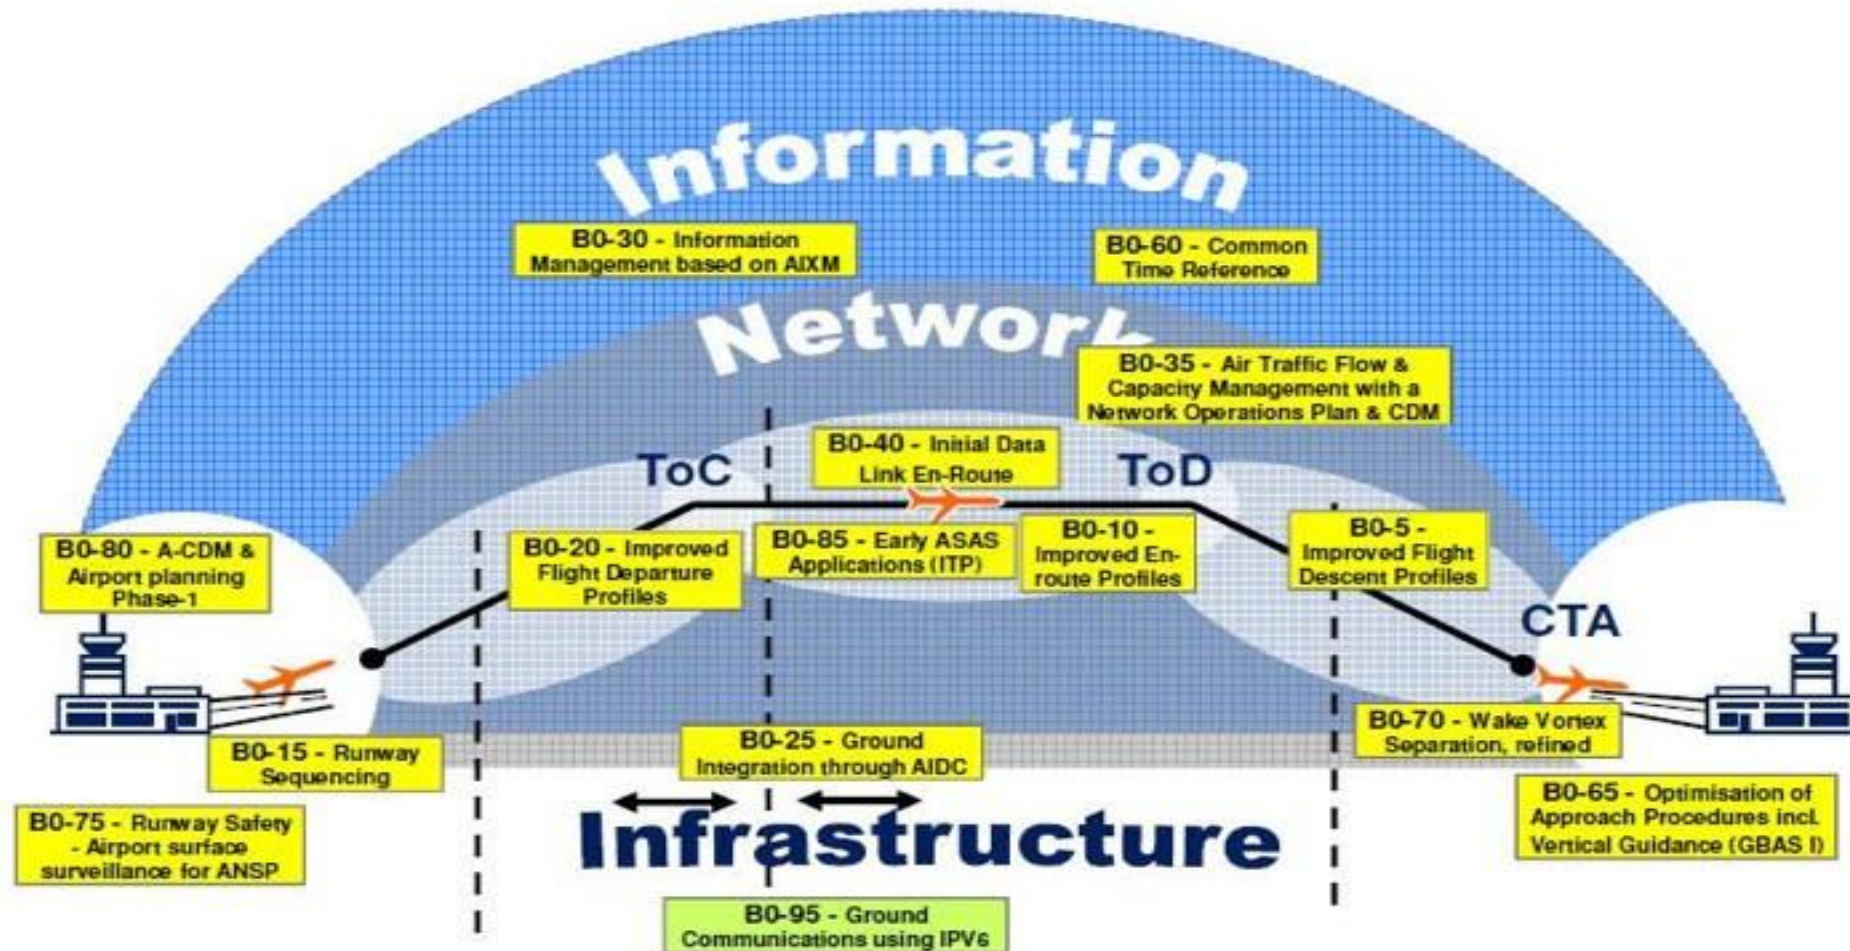 Information
B0-30 - Information
Management based on AIXM
B0-60 - Common
Time Reference
Network
B0-35 - Air Traffic Flow &
Capacity Management with a
Network Operations Plan & CDM
B0-40 - Initial Data
Link En-Route
ToC
ToD
B0-80 - A-CDM &
Airport planning
Phase-1
B0-20 - Improved
Flight Departure
Profiles
B0-85 - Early ASAS
Applications (ITP)
B0-10 -
Improved En-
route Profiles
B0-5 -
Improved Flight
Descent Profiles
CTA
B0-15 - Runway
Sequencing
B0-25 - Ground
Integration through AIDC
B0-70 - Wake Vortex
Separation, refined
B0-75 - Runway Safety
- Airport surface
surveillance for ANSP
Infrastructure
B0-65 - Optimisation of
Approach Procedures incl.
Vertical Guidance (GBAS I)
B0-95 - Ground
Communications using IPV6